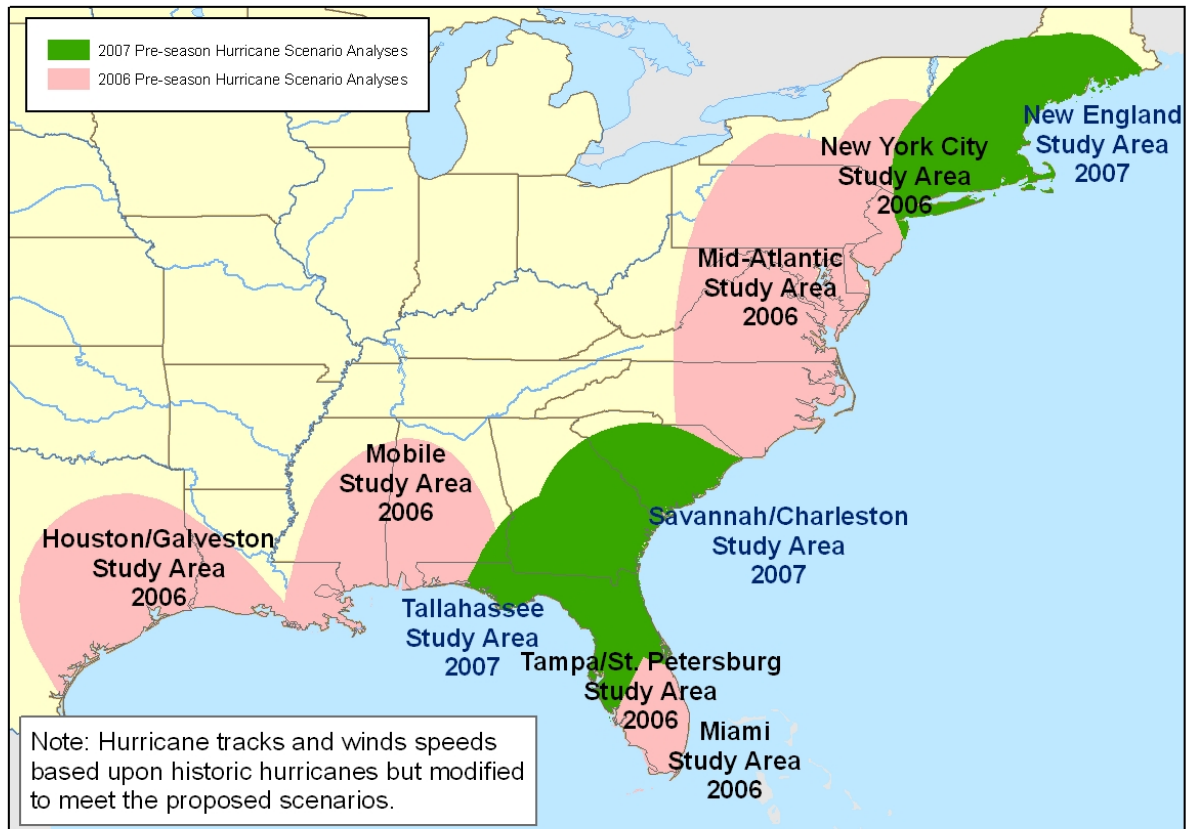 2007 Pre-season Hurricane Scenario Analyses
2006 Pre-season Hurricane Scenario Analyses
New England
Study Area
2007
New York City
Study Area
2006
Mid-Atlantic
Study Area
2006
Mobile
Study Area
2006
Houston/Galveston
Study Area
2006
Savannah/Charleston
Study Area
2007
Tallahassee
Study Area
2007
Tampa/St. Petersburg
Study Area
2006
Miami
Study Area
2006
Note: Hurricane tracks and winds speeds
based upon historic hurricanes but modified
to meet the proposed scenarios.